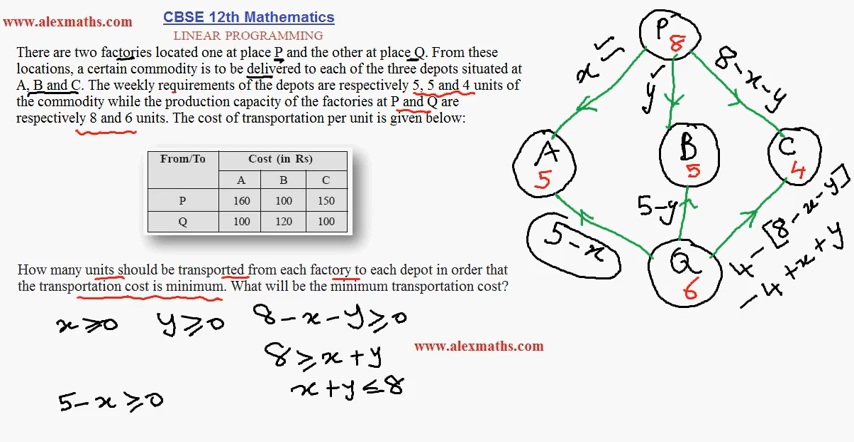 www.alexmaths.com
CBSE 12th Mathematics
LINEAR PROGRAMMING
There are two factories located one at place P and the other at place Q. From these
locations, a certain commodity is to be delivered to each of the three depots situated at
A, B and C. The weekly requirements of the depots are respectively 5, 5 and 4 units of
the commodity while the production capacity of the factories at P and Q are
respectively 8 and 6 units. The cost of transportation per unit is given below:
From/To Cost (in Rs)
A B C
P 160 100 150
Q 100 120 100
How many units should be transported from each factory to each depot in order that
the transportation cost is minimum. What will be the minimum transportation cost?
x ≥ 0 y ≥ 0 8 - x - y ≥ 0
8 ≥ x + y
x + y ≤ 8
5 - x ≥ 0
www.alexmaths.com
P
8
x
y
8 - x - y
A
5
B
5
C
4
5 - x
5 - y
4 - [8 - x - y]
- 4 + x + y
Q
6